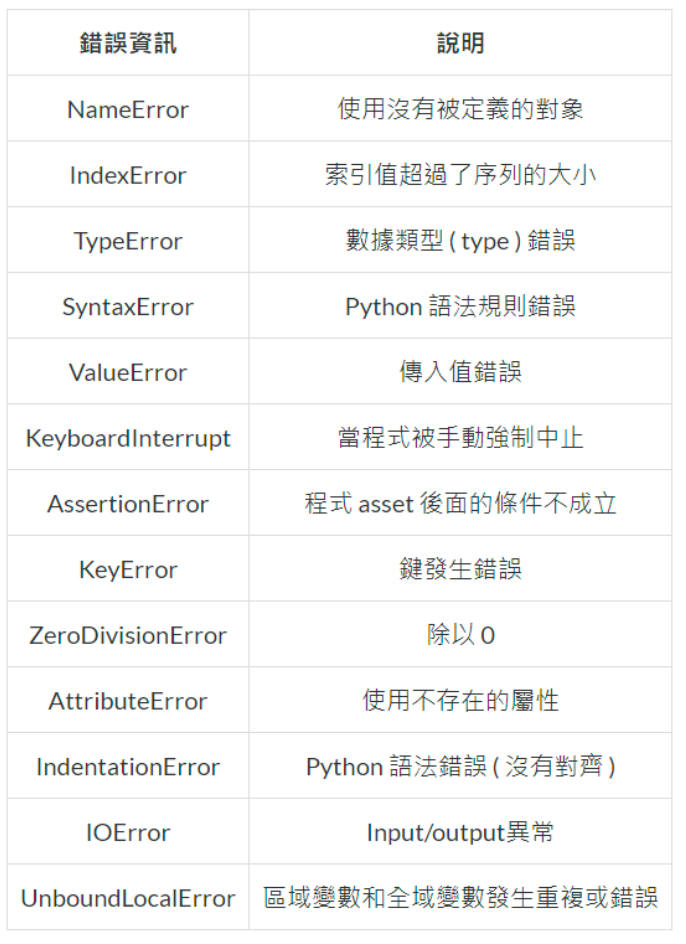 錯誤資訊 說明
NameError 使用沒有被定義的對象
IndexError 索引值超過了序列的大小
TypeError 數據類型 ( type ) 錯誤
SyntaxError Python 語法規則錯誤
ValueError 傳入值錯誤
KeyboardInterrupt 當程式被手動強制中止
AssertionError 程式 asset 後面的條件不成立
KeyError 鍵發生錯誤
ZeroDivisionError 除以 0
AttributeError 使用不存在的屬性
IndentationError Python 語法錯誤 ( 沒有對齊 )
IOError Input/output異常
UnboundLocalError 區域變數和全域變數發生重複或錯誤